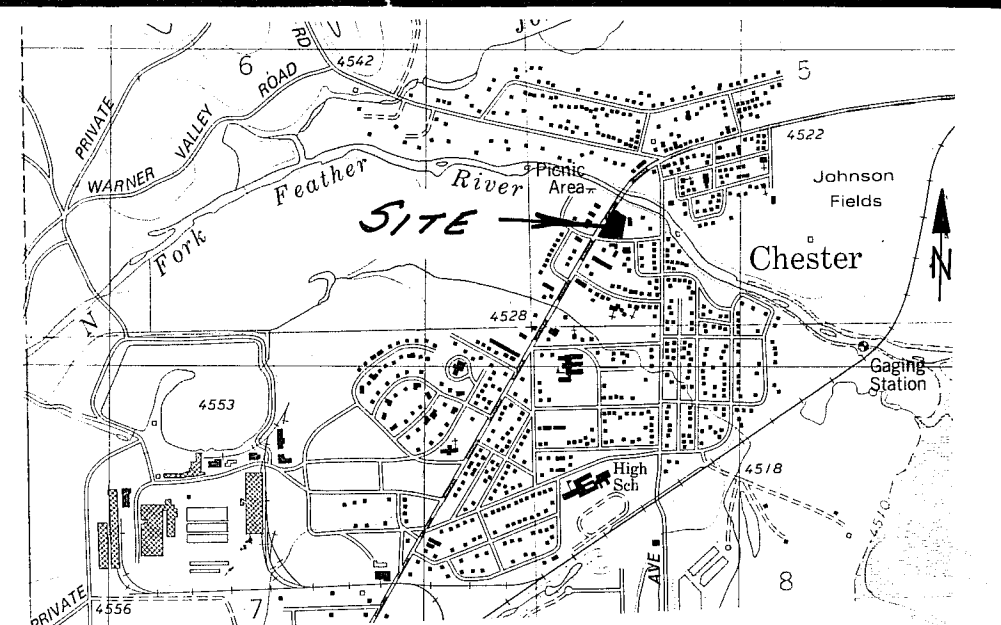 RD
6
4542
5
PRIVATE
VALLEY ROAD
WARNER
4522
Feather River
Picnic
Area
Johnson
Fields
SITE
N
Fork
N
Chester
4528
Gaging
Station
4553
High
Sch
4518
4510
AVE
8
PRIVATE
4556
7